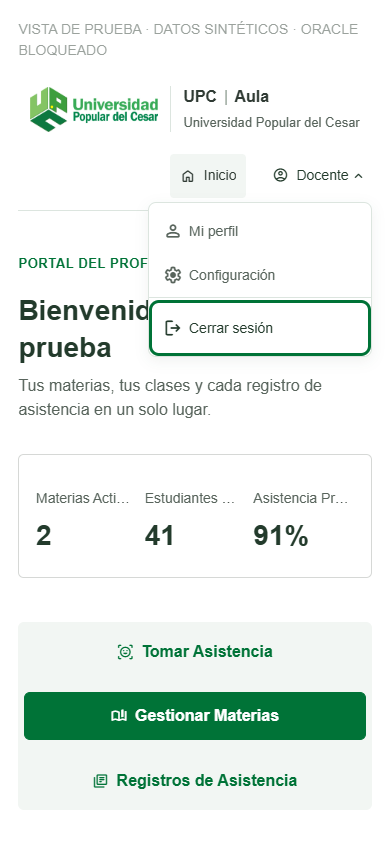 VISTA DE PRUEBA · DATOS SINTÉTICOS · ORACLE
BLOQUEADO
Universidad
Popular del Cesar
UPC | Aula
Universidad Popular del Cesar
Inicio
Docente
Mi perfil
Configuración
Cerrar sesión
PORTAL DEL PROF
Bienvenid
prueba
Tus materias, tus clases y cada registro de
asistencia en un solo lugar.
Materias Acti... Estudiantes ... Asistencia Pr...
2 41 91%
Tomar Asistencia
Gestionar Materias
Registros de Asistencia